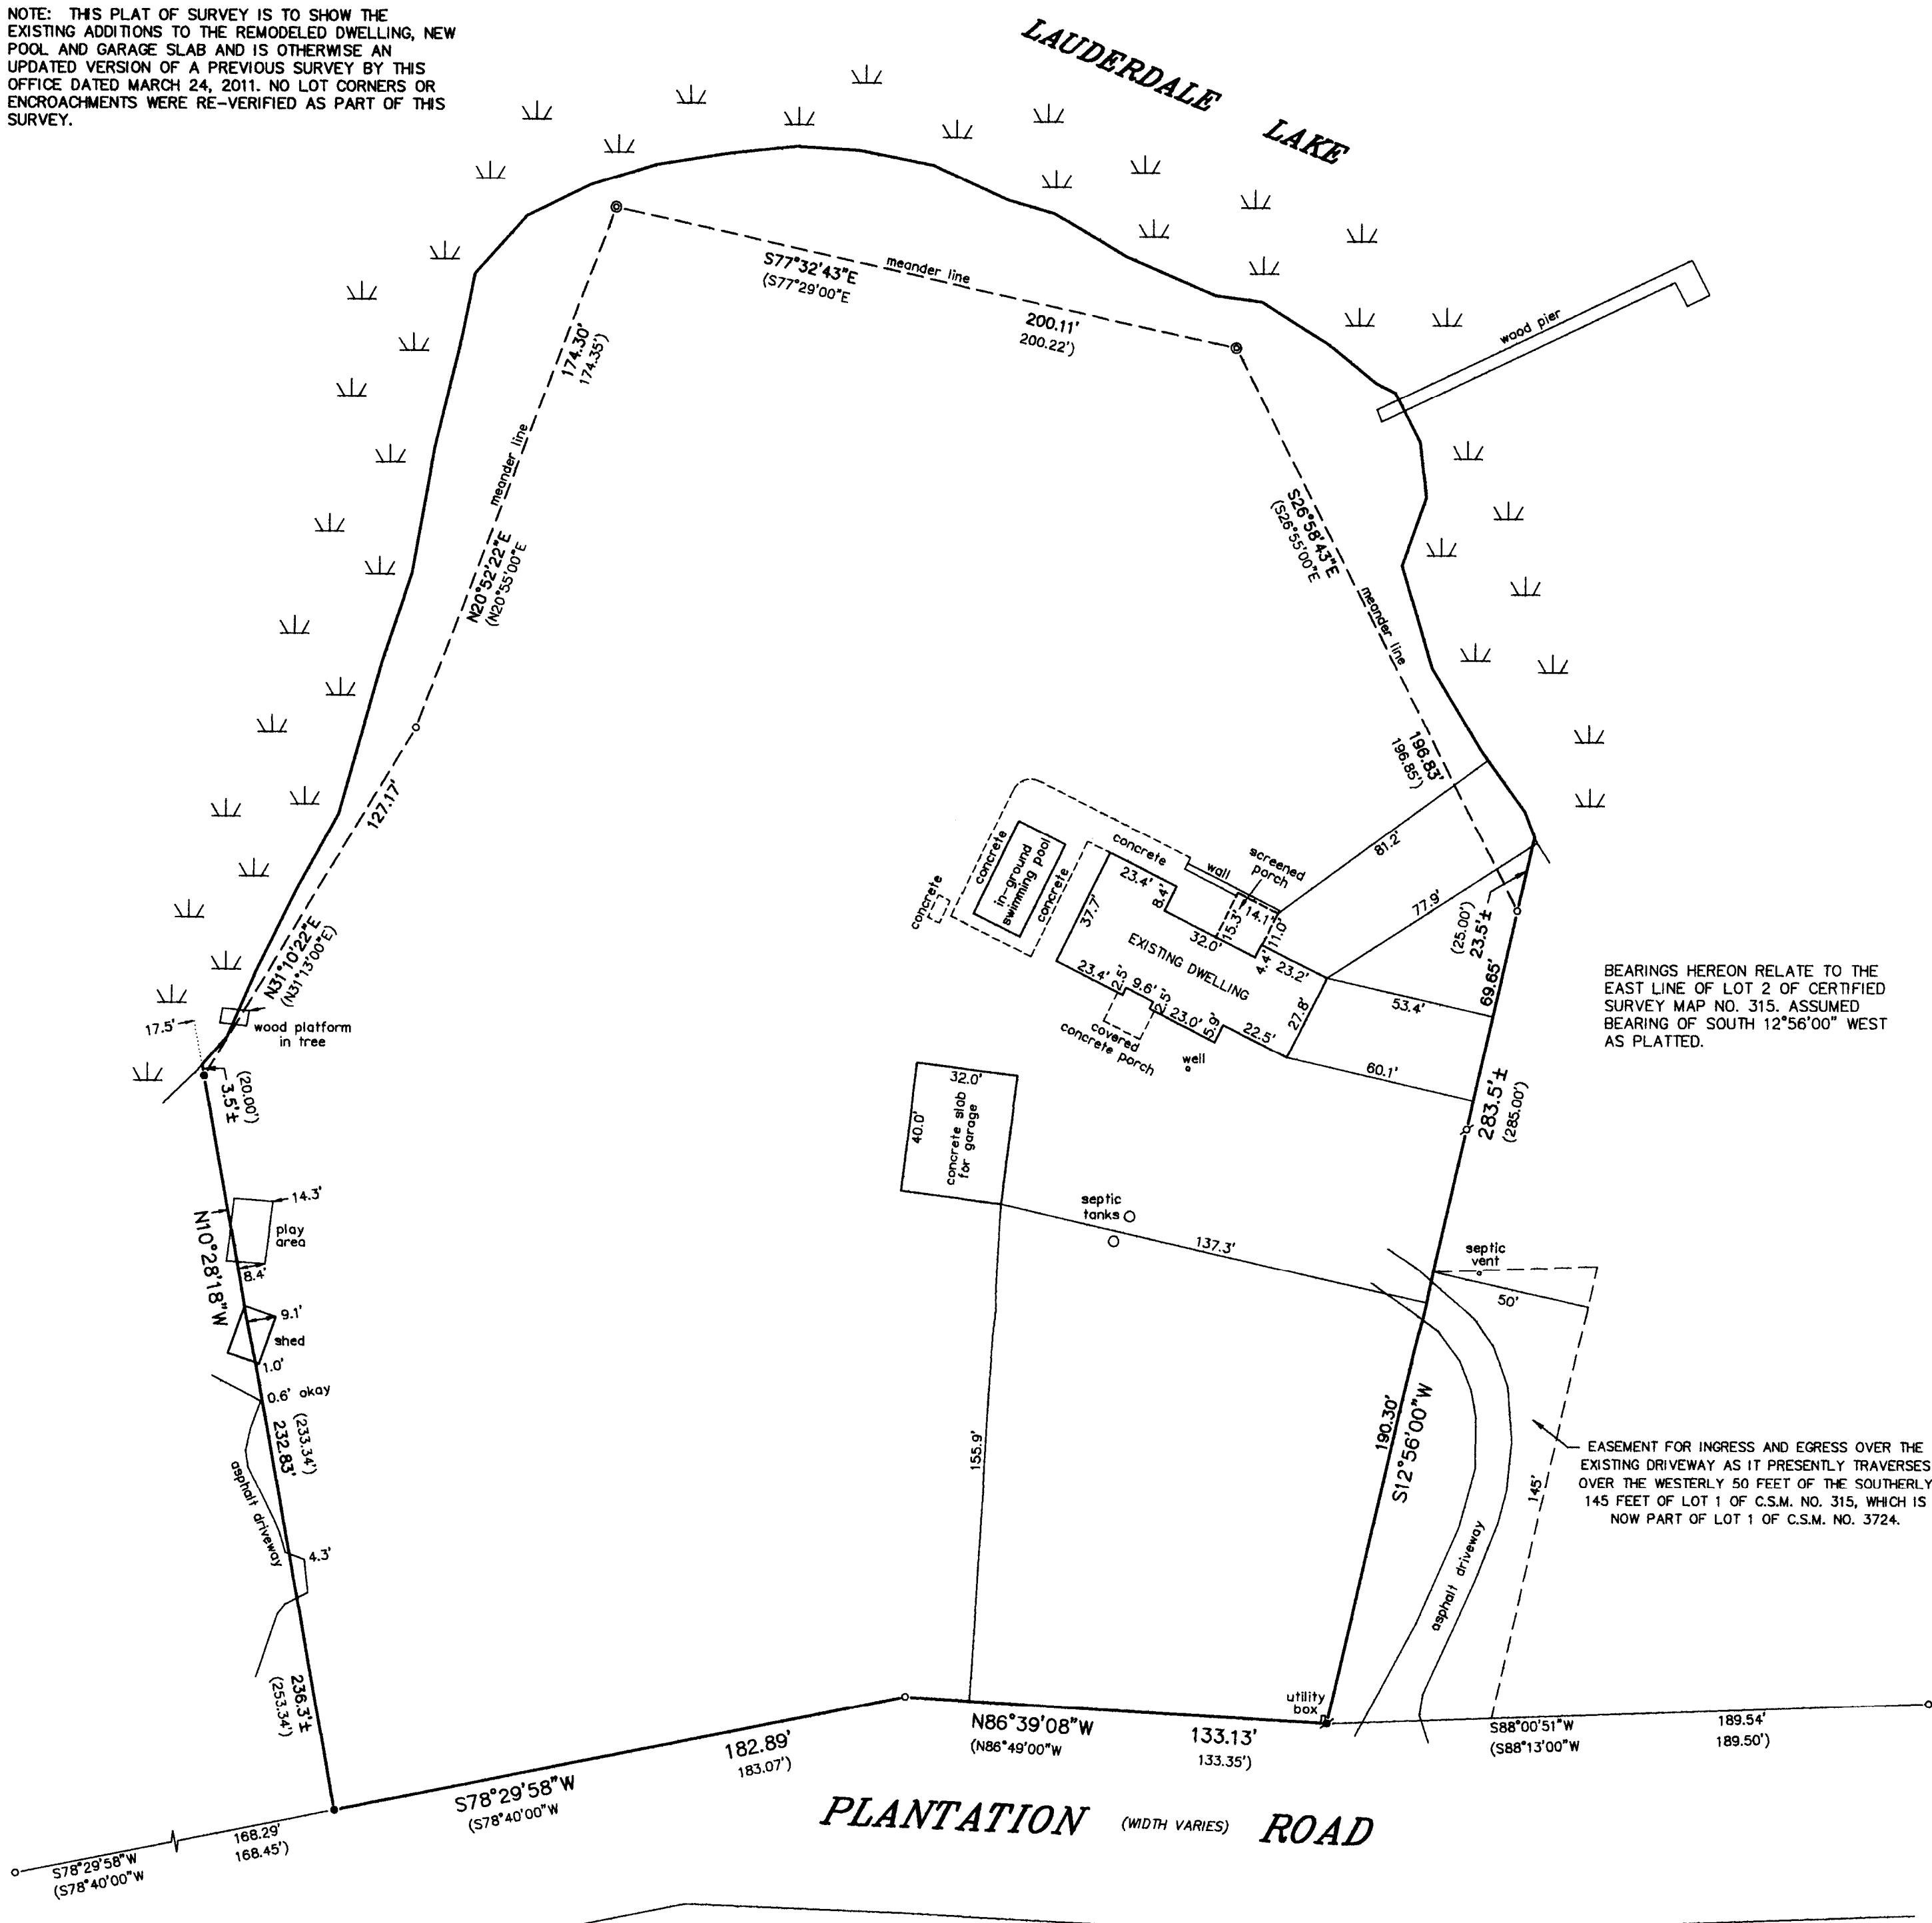 NOTE: THIS PLAT OF SURVEY IS TO SHOW THE
EXISTING ADDITIONS TO THE REMODELED DWELLING, NEW
POOL AND GARAGE SLAB AND IS OTHERWISE AN
UPDATED VERSION OF A PREVIOUS SURVEY BY THIS
OFFICE DATED MARCH 24, 2011. NO LOT CORNERS OR
ENCROACHMENTS WERE RE-VERIFIED AS PART OF THIS
SURVEY.
LAUDERDALE LAKE
S77°32'43"E
(S77°29'00"E
meander line
200.11'
200.22')
wood pier
174.30'
174.35')
meander line
N20°52'22"E
(N20°55'00"E
S26°58'43"E
(S26°55'00"E
meander line
196.83'
196.85')
127.17'
N31°10'22"E
(N31°13'00"E)
wood platform
in tree
17.5'
3.5'±
(20.00')
concrete
concrete
in-ground
swimming pool
concrete
concrete
wall
screened
porch
81.2'
77.9'
23.4'
8.4'
37.7'
32.0'
15.3'
14.1'
11.0'
4.4'
23.2'
EXISTING DWELLING
27.8'
23.4'
2.5'
9.6'
2.5'
23.0'
5.9'
22.5'
covered
concrete porch
well
53.4'
60.1'
(25.00')
23.5'±
69.65'
283.5'±
(285.00')
BEARINGS HEREON RELATE TO THE
EAST LINE OF LOT 2 OF CERTIFIED
SURVEY MAP NO. 315. ASSUMED
BEARING OF SOUTH 12°56'00" WEST
AS PLATTED.
32.0'
40.0'
concrete slab
for garage
septic
tanks
137.3'
septic
vent
50'
14.3'
play
area
8.4'
N10°28'18"W
9.1'
shed
1.0'
0.6' okay
232.83'
(233.34')
asphalt driveway
4.3'
236.3'±
(253.34')
155.9'
190.30'
S12°56'00"W
145'
asphalt driveway
EASEMENT FOR INGRESS AND EGRESS OVER THE
EXISTING DRIVEWAY AS IT PRESENTLY TRAVERSES
OVER THE WESTERLY 50 FEET OF THE SOUTHERLY
145 FEET OF LOT 1 OF C.S.M. NO. 315, WHICH IS
NOW PART OF LOT 1 OF C.S.M. NO. 3724.
utility
box
N86°39'08"W 133.13'
(N86°49'00"W 133.35')
S88°00'51"W 189.54'
(S88°13'00"W 189.50')
S78°29'58"W 182.89'
(S78°40'00"W 183.07')
PLANTATION (WIDTH VARIES) ROAD
S78°29'58"W 168.29'
(S78°40'00"W 168.45')